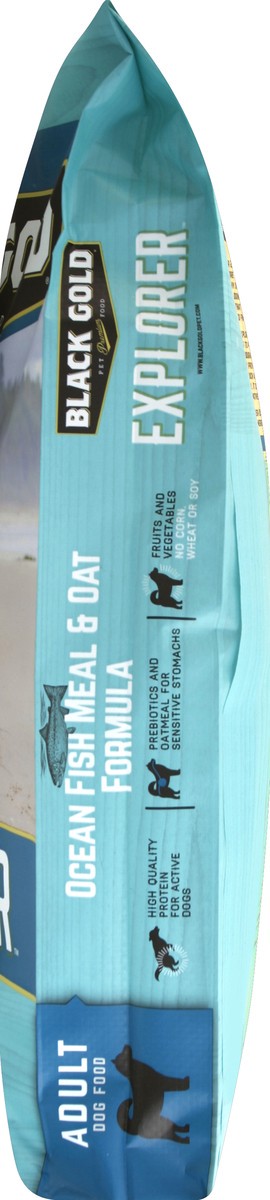 ADULT
DOG FOOD
OCEAN FISH MEAL & OAT
FORMULA
HIGH QUALITY
PROTEIN
FOR ACTIVE
DOGS
PREBIOTICS AND
OATMEAL FOR
SENSITIVE STOMACHS
FRUITS AND
VEGETABLES
NO CORN,
WHEAT OR SOY
BLACK GOLD
PET Premium FOOD
EXPLORER
WWW.BLACKGOLDPET.COM